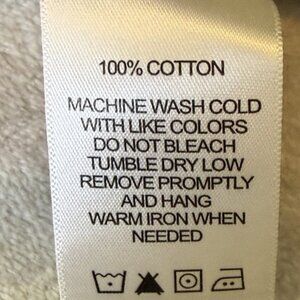 100% COTTON
MACHINE WASH COLD
WITH LIKE COLORS
DO NOT BLEACH
TUMBLE DRY LOW
REMOVE PROMPTLY
AND HANG
WARM IRON WHEN
NEEDED